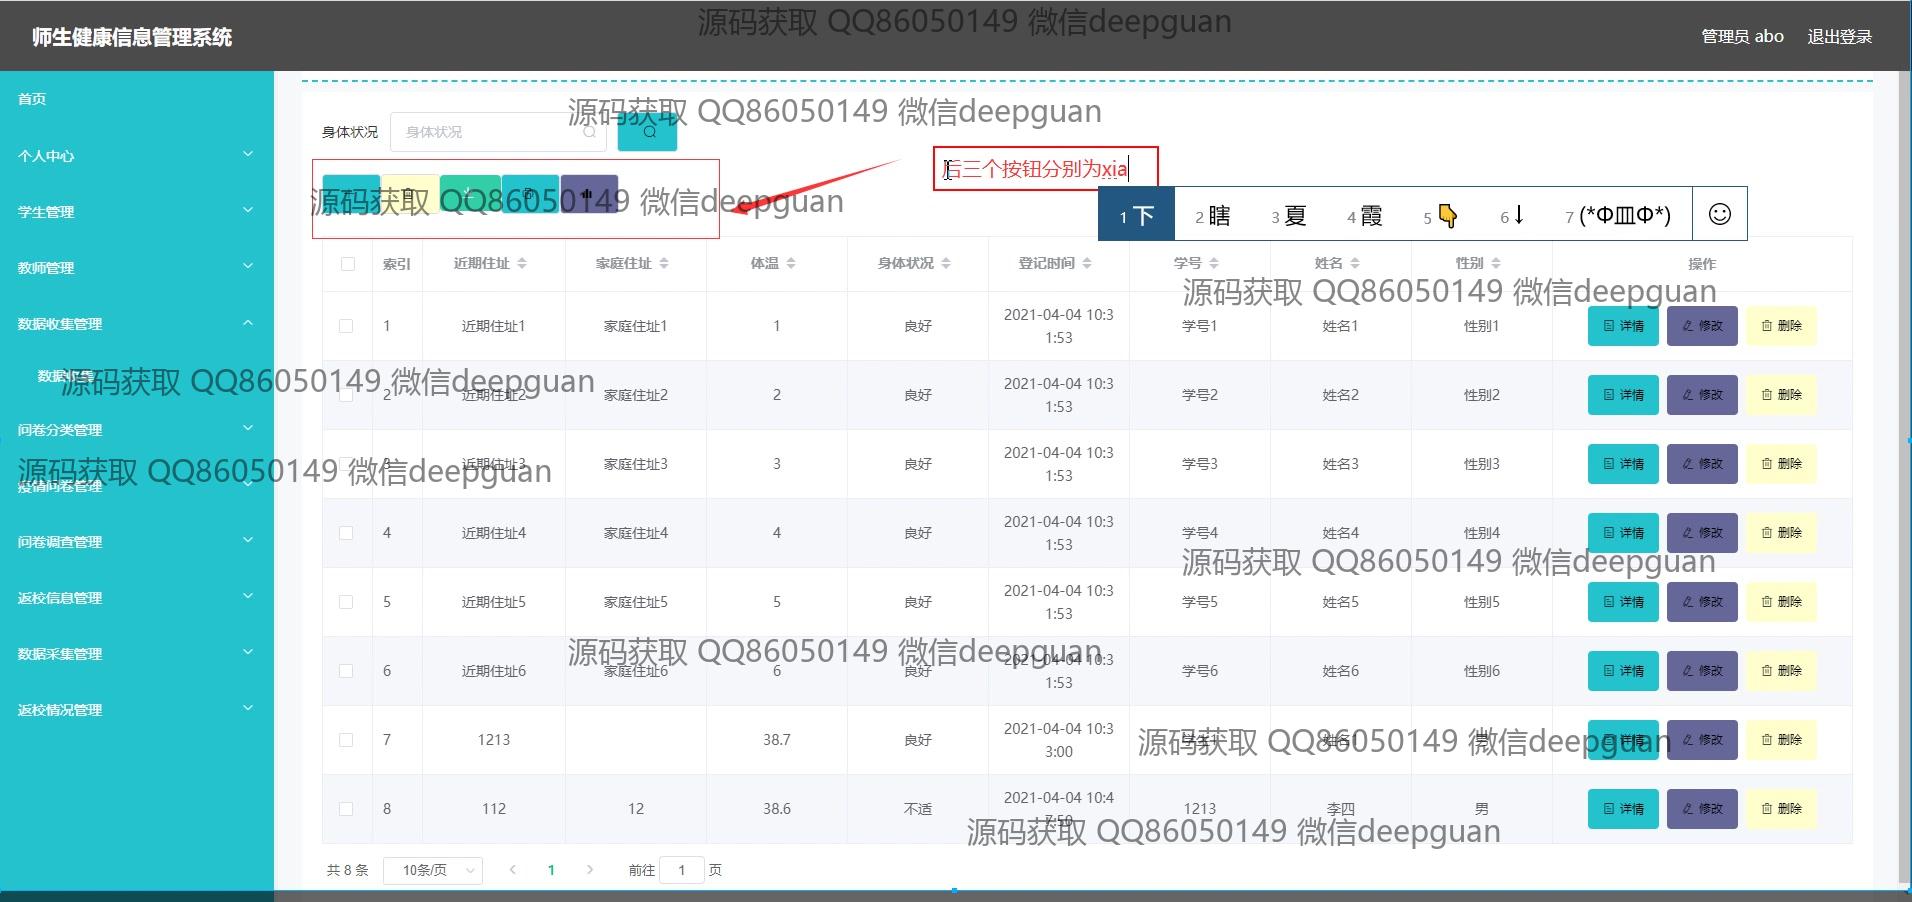 源码获取 QQ86050149 微信deepguan
师生健康信息管理系统
管理员 abo 退出登录
首页
个人中心
学生管理
教师管理
数据收集管理
问卷分类管理
疫情问卷管理
问卷调查管理
返校信息管理
数据采集管理
返校情况管理
源码获取 QQ86050149 微信deepguan
源码获取 QQ86050149 微信deepguan
源码获取 QQ86050149 微信deepguan
身体状况 身体状况
后三个按钮分别为xia
1 下 2 瞎 3 夏 4 霞 5 👇 6 ↓ 7 (*Φ皿Φ*)
源码获取 QQ86050149 微信deepguan
索引 近期住址 家庭住址 体温 身体状况 登记时间 学号 姓名 性别 操作
源码获取 QQ86050149 微信deepguan
1 近期住址1 家庭住址1 1 良好 2021-04-04 10:3 学号1 姓名1 性别1 详情 修改 删除
1:53
2 近期住址2 家庭住址2 2 良好 2021-04-04 10:3 学号2 姓名2 性别2 详情 修改 删除
1:53
3 近期住址3 家庭住址3 3 良好 2021-04-04 10:3 学号3 姓名3 性别3 详情 修改 删除
1:53
4 近期住址4 家庭住址4 4 良好 2021-04-04 10:3 学号4 姓名4 性别4 详情 修改 删除
1:53
源码获取 QQ86050149 微信deepguan
5 近期住址5 家庭住址5 5 良好 2021-04-04 10:3 学号5 姓名5 性别5 详情 修改 删除
1:53
源码获取 QQ86050149 微信deepguan
6 近期住址6 家庭住址6 6 良好 2021-04-04 10:3 学号6 姓名6 性别6 详情 修改 删除
1:53
7 1213 38.7 良好 2021-04-04 10:3 详情 修改 删除
3:00
源码获取 QQ86050149 微信deepguan
8 112 12 38.6 不适 2021-04-04 10:4 1213 李四 男 详情 修改 删除
7:50
源码获取 QQ86050149 微信deepguan
共 8 条 10条/页 1 前往 1 页